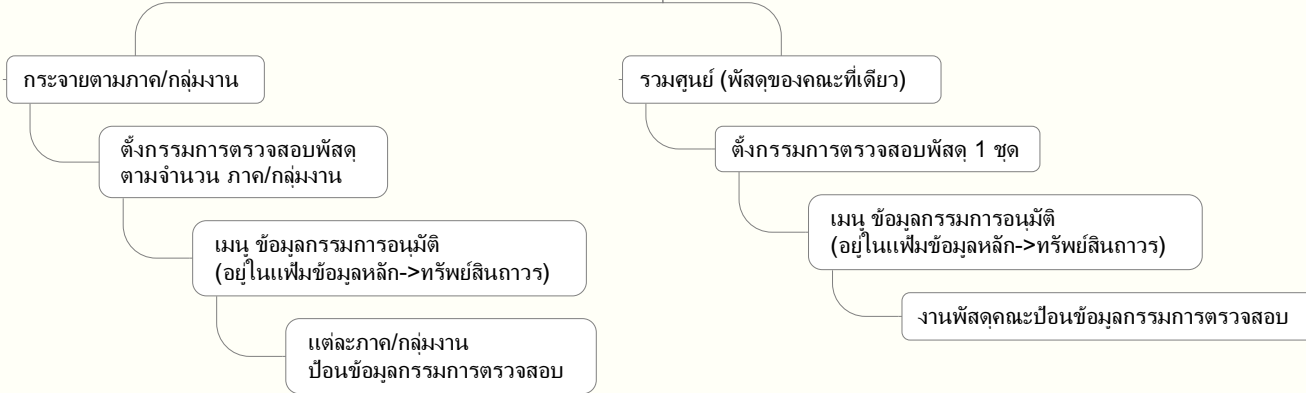 กระจายตามภาค/กลุ่มงาน
ตั้งกรรมการตรวจสอบพัสดุ
ตามจำนวน ภาค/กลุ่มงาน
เมนู ข้อมูลกรรมการอนุมัติ
(อยู่ในแฟ้มข้อมูลหลัก->ทรัพย์สินถาวร)
แต่ละภาค/กลุ่มงาน
ป้อนข้อมูลกรรมการตรวจสอบ
รวมศูนย์ (พัสดุของคณะที่เดียว)
ตั้งกรรมการตรวจสอบพัสดุ 1 ชุด
เมนู ข้อมูลกรรมการอนุมัติ
(อยู่ในแฟ้มข้อมูลหลัก->ทรัพย์สินถาวร)
งานพัสดุคณะป้อนข้อมูลกรรมการตรวจสอบ